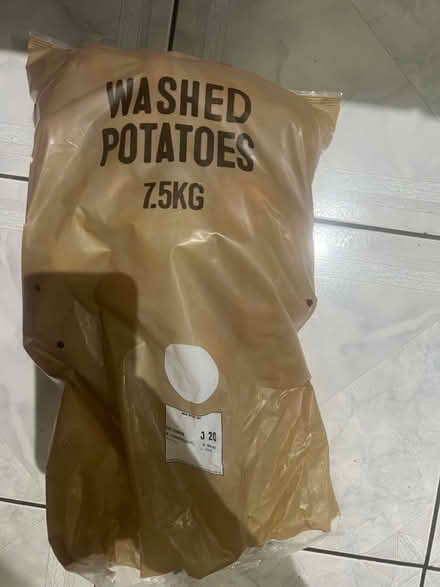 WASHED
POTATOES
7.5KG
J 20